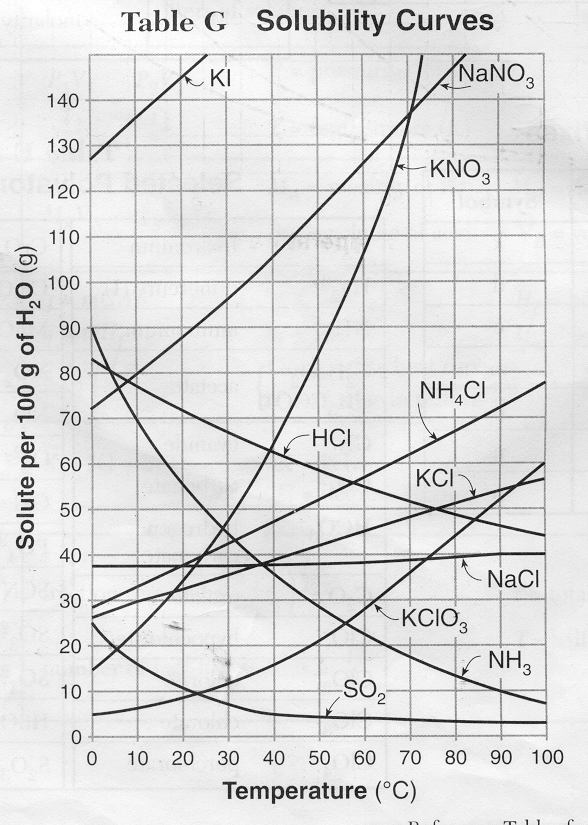 Table G Solubility Curves
KI
NaNO3
KNO3
HCl
NH4Cl
KCl
NaCl
KClO3
NH3
SO2
Solute per 100 g of H2O (g)
140
130
120
110
100
90
80
70
60
50
40
30
20
10
0
0 10 20 30 40 50 60 70 80 90 100
Temperature (°C)